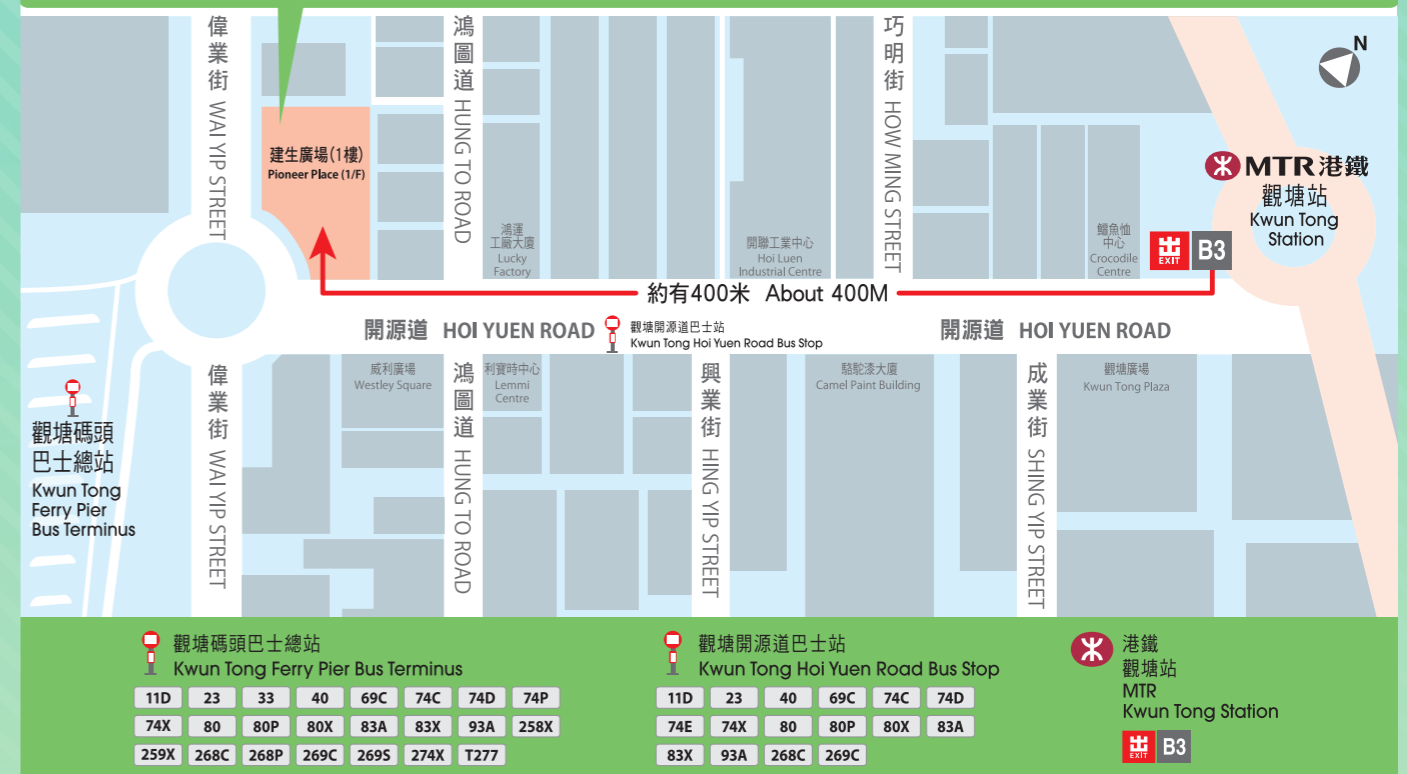 偉業街 WAI YIP STREET
鴻圖道 HUNG TO ROAD
巧明街 HOW MING STREET
N
建生廣場(1樓)
Pioneer Place (1/F)
鴻運
工廠大廈
Lucky
Factory
開聯工業中心
Hoi Luen
Industrial Centre
鱷魚恤
中心
Crocodile
Centre
MTR 港鐵
觀塘站
Kwun Tong
Station
出 EXIT B3
約有400米 About 400M
開源道 HOI YUEN ROAD
觀塘開源道巴士站
Kwun Tong Hoi Yuen Road Bus Stop
開源道 HOI YUEN ROAD
偉業街 WAI YIP STREET
威利廣場
Westley Square
鴻圖道 HUNG TO ROAD
利寶時中心
Lemmi
Centre
興業街 HING YIP STREET
駱駝漆大廈
Camel Paint Building
成業街 SHING YIP STREET
觀塘廣場
Kwun Tong Plaza
觀塘碼頭
巴士總站
Kwun Tong
Ferry Pier
Bus Terminus
觀塘碼頭巴士總站
Kwun Tong Ferry Pier Bus Terminus
11D 23 33 40 69C 74C 74D 74P
74X 80 80P 80X 83A 83X 93A 258X
259X 268C 268P 269C 269S 274X T277
觀塘開源道巴士站
Kwun Tong Hoi Yuen Road Bus Stop
11D 23 40 69C 74C 74D
74E 74X 80 80P 80X 83A
83X 93A 268C 269C
港鐵
觀塘站
MTR
Kwun Tong Station
出 EXIT B3